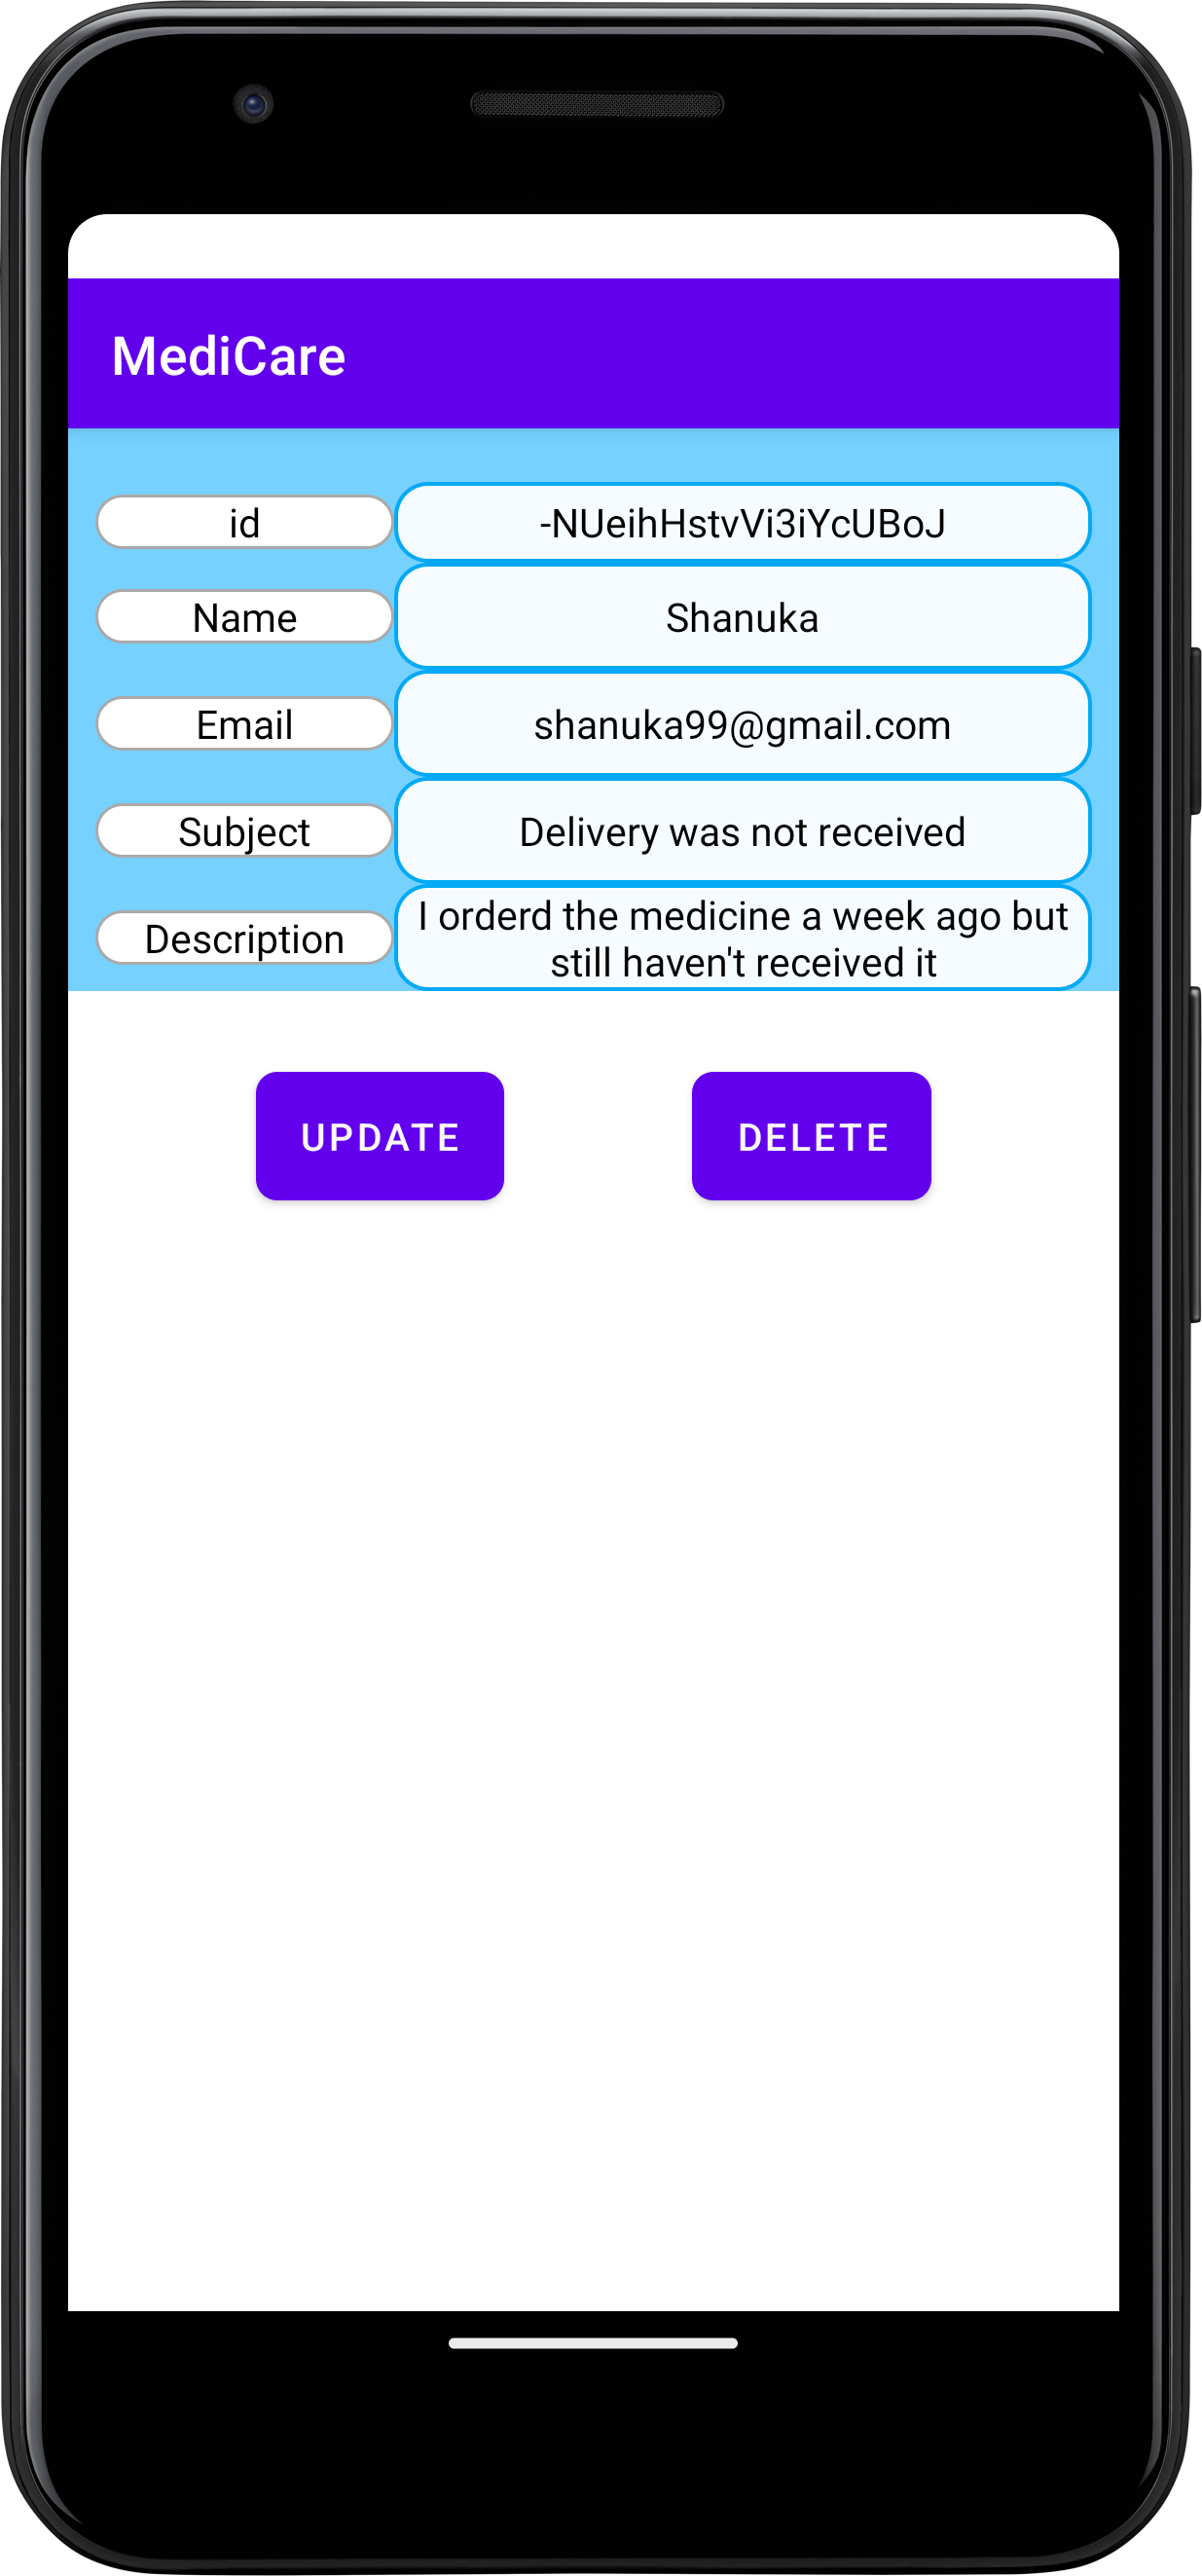 MediCare
id
-NUeihHstvVi3iYcUBoJ
Name
Shanuka
Email
shanuka99@gmail.com
Subject
Delivery was not received
Description
I orderd the medicine a week ago but
still haven't received it
UPDATE
DELETE